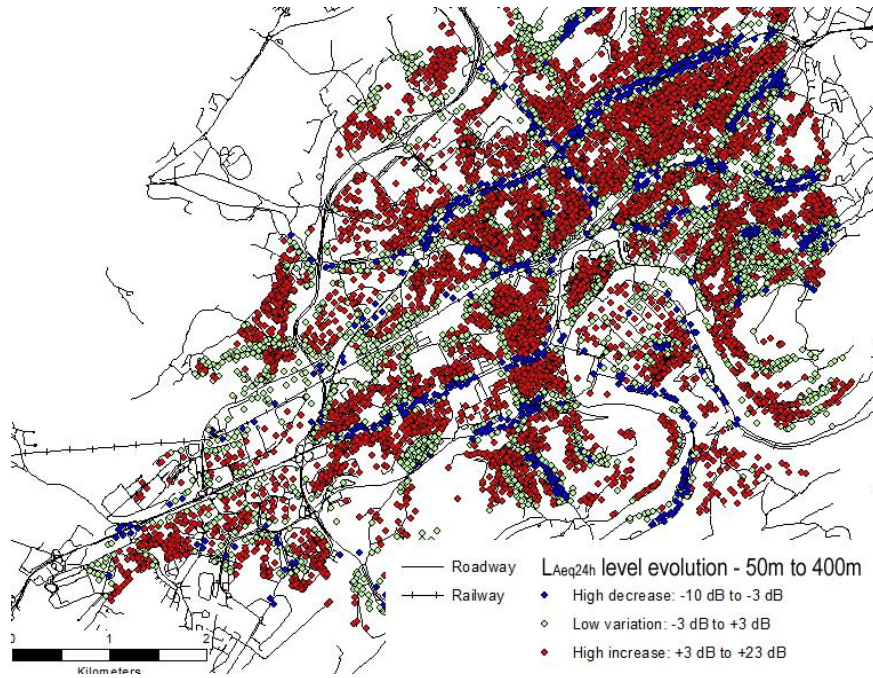 Roadway
Railway
LAeq24h level evolution - 50m to 400m
High decrease: -10 dB to -3 dB
Low variation: -3 dB to +3 dB
High increase: +3 dB to +23 dB
0 1 2
Kilometers